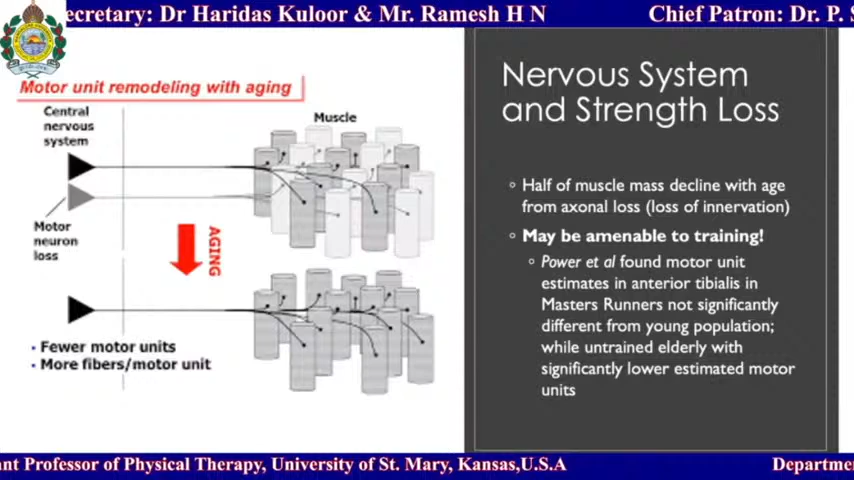 ecretary: Dr Haridas Kuloor & Mr. Ramesh H N
Chief Patron: Dr. P. S
Motor unit remodeling with aging
Central
nervous
system
Muscle
Motor
neuron
loss
AGING
• Fewer motor units
• More fibers/motor unit
Nervous System
and Strength Loss
Half of muscle mass decline with age
from axonal loss (loss of innervation)
May be amenable to training!
Power et al found motor unit
estimates in anterior tibialis in
Masters Runners not significantly
different from young population;
while untrained elderly with
significantly lower estimated motor
units
ant Professor of Physical Therapy, University of St. Mary, Kansas,U.S.A
Departme